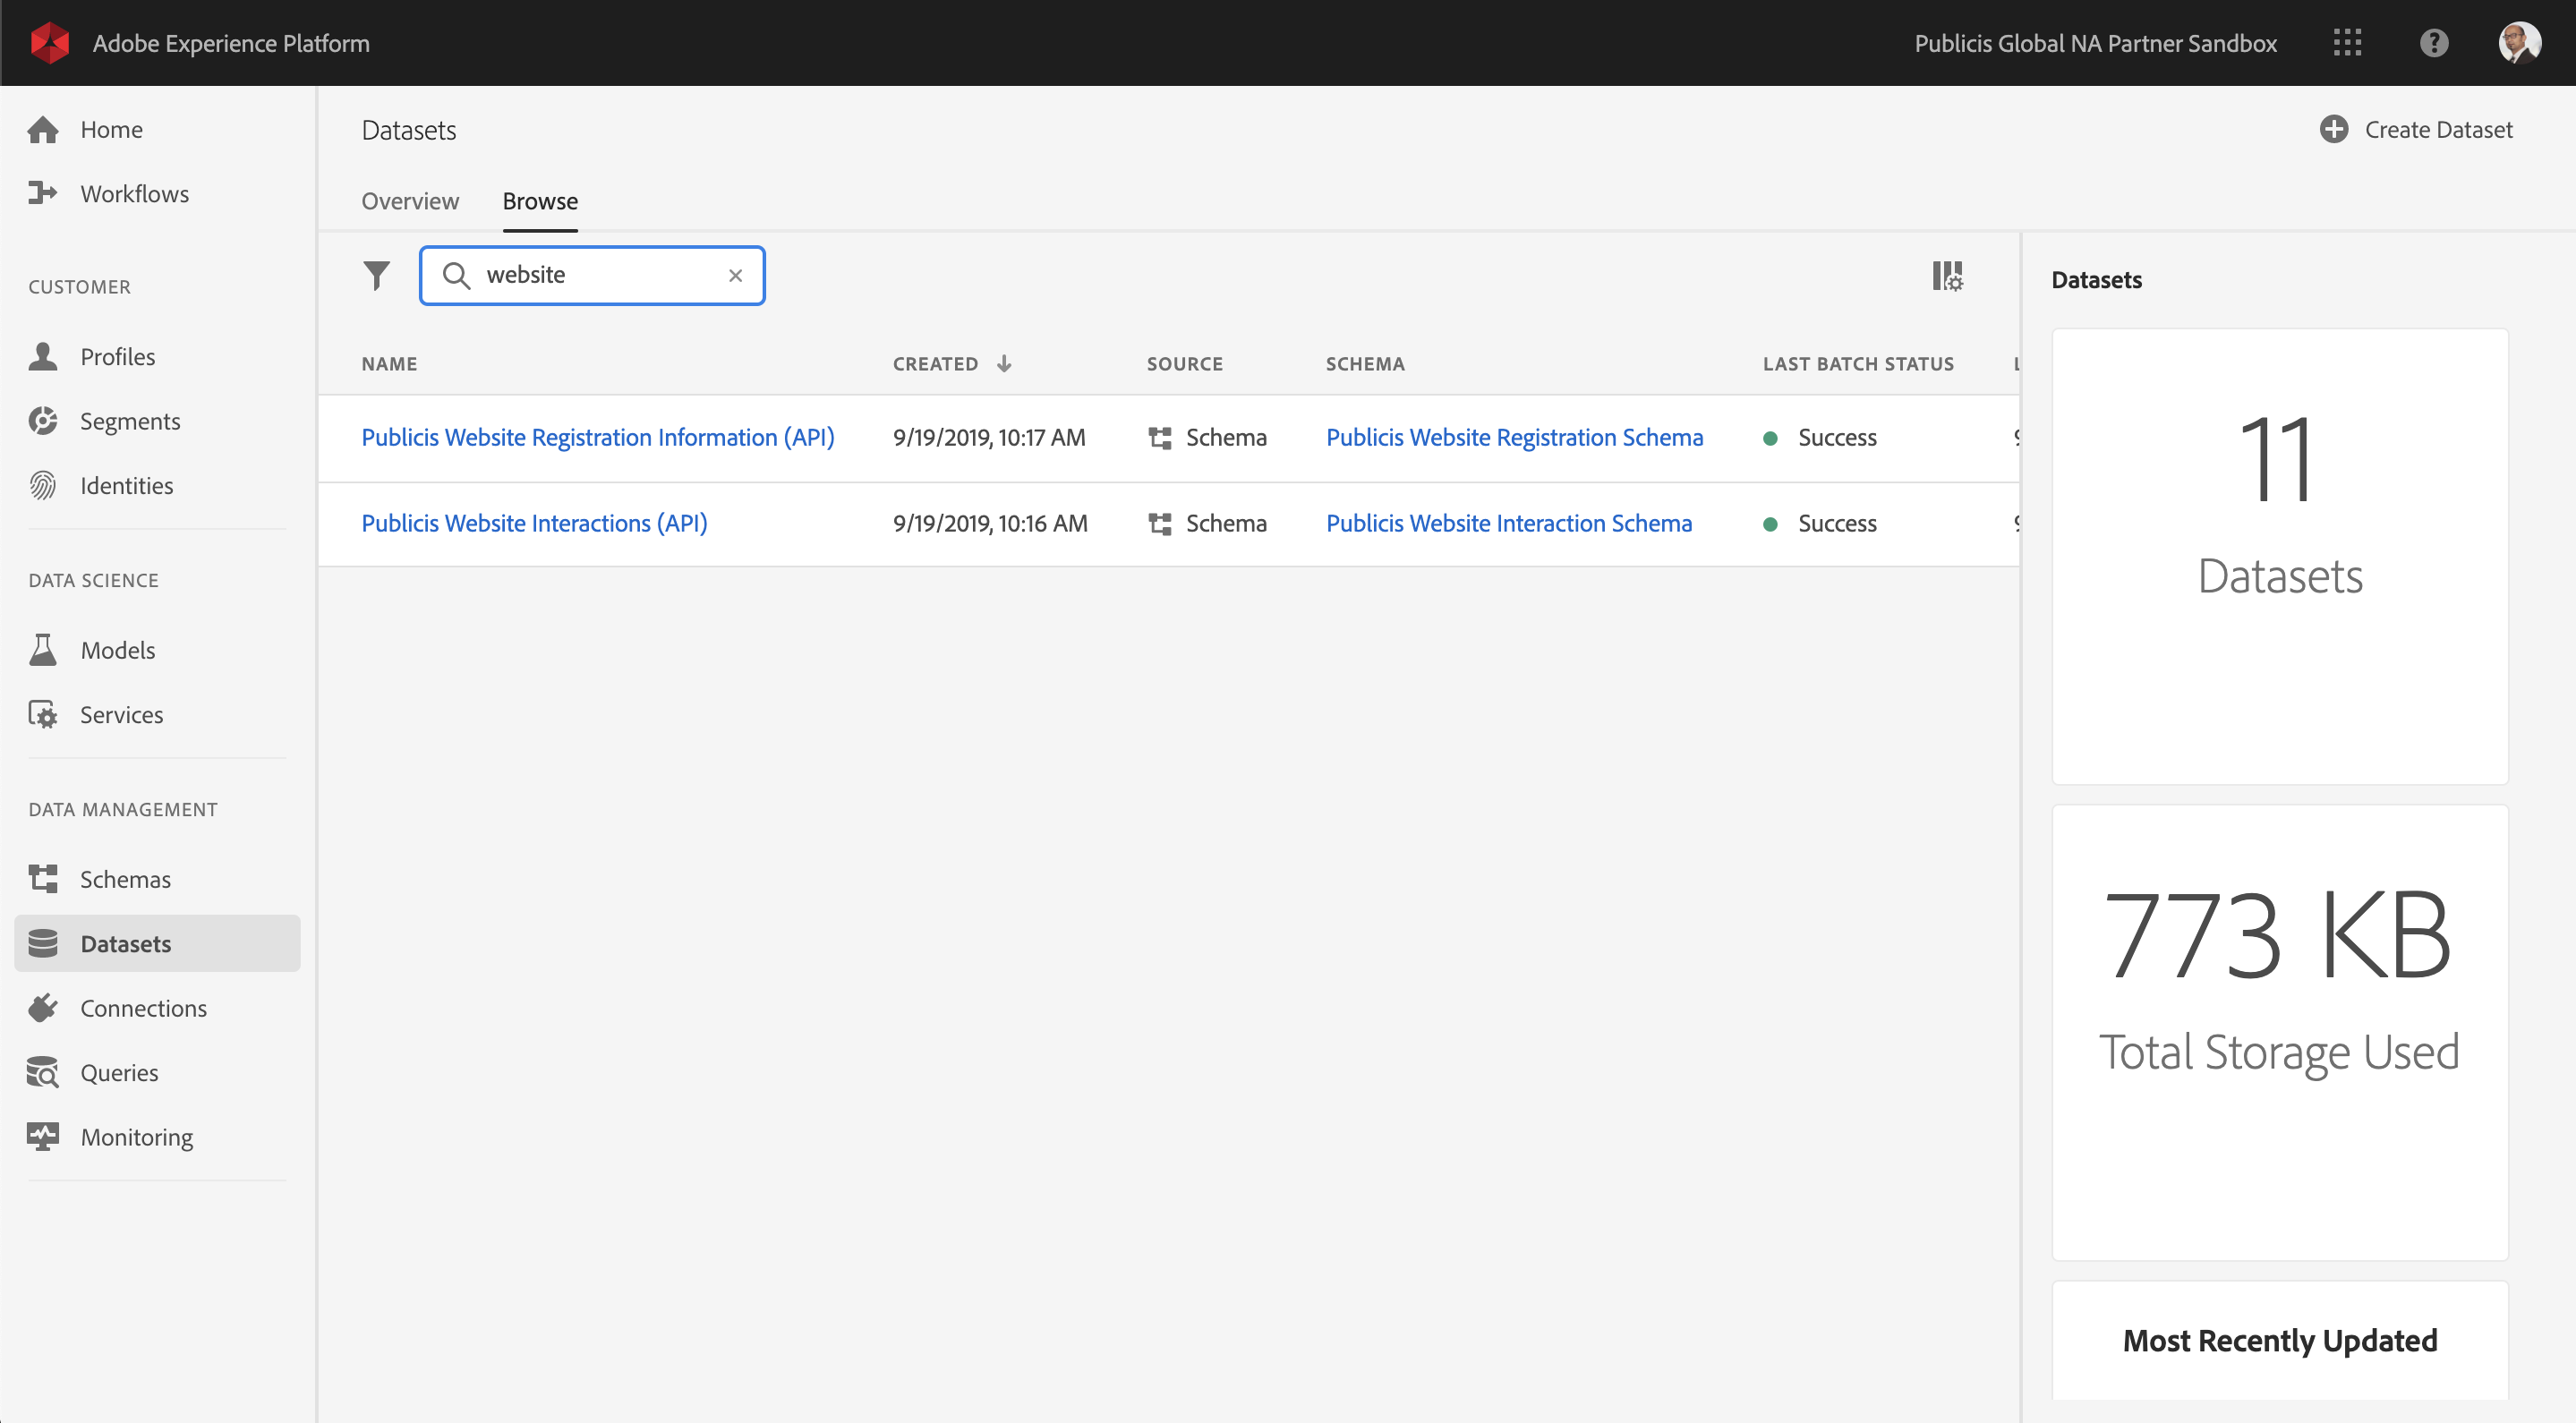 Adobe Experience Platform
Publicis Global NA Partner Sandbox
Home
Workflows
CUSTOMER
Profiles
Segments
Identities
DATA SCIENCE
Models
Services
DATA MANAGEMENT
Schemas
Datasets
Connections
Queries
Monitoring
Datasets
Create Dataset
Overview Browse
website
NAME CREATED SOURCE SCHEMA LAST BATCH STATUS
Publicis Website Registration Information (API) 9/19/2019, 10:17 AM Schema Publicis Website Registration Schema Success
Publicis Website Interactions (API) 9/19/2019, 10:16 AM Schema Publicis Website Interaction Schema Success
Datasets
11
Datasets
773 KB
Total Storage Used
Most Recently Updated